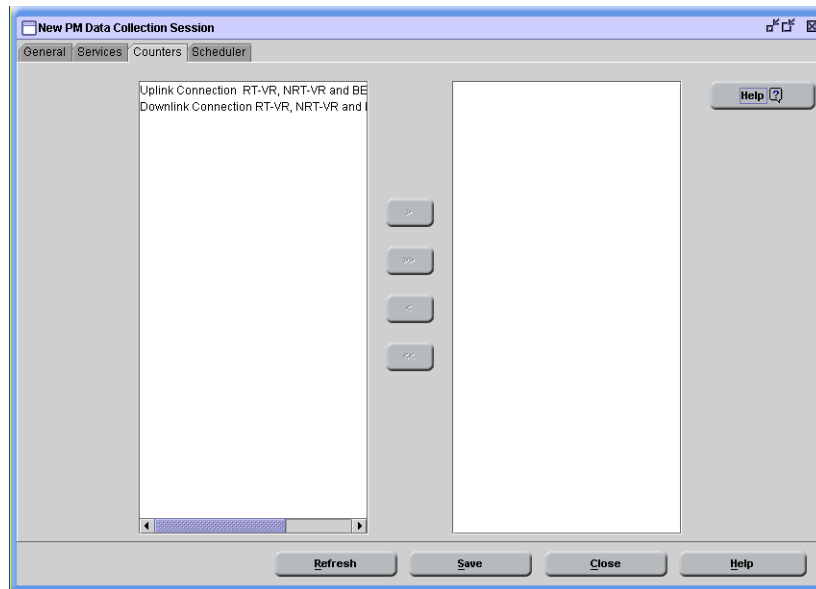 New PM Data Collection Session
General Services Counters Scheduler
Uplink Connection RT-VR, NRT-VR and BE
Downlink Connection RT-VR, NRT-VR and
Help
>
>>
<
<<
Refresh Save Close Help